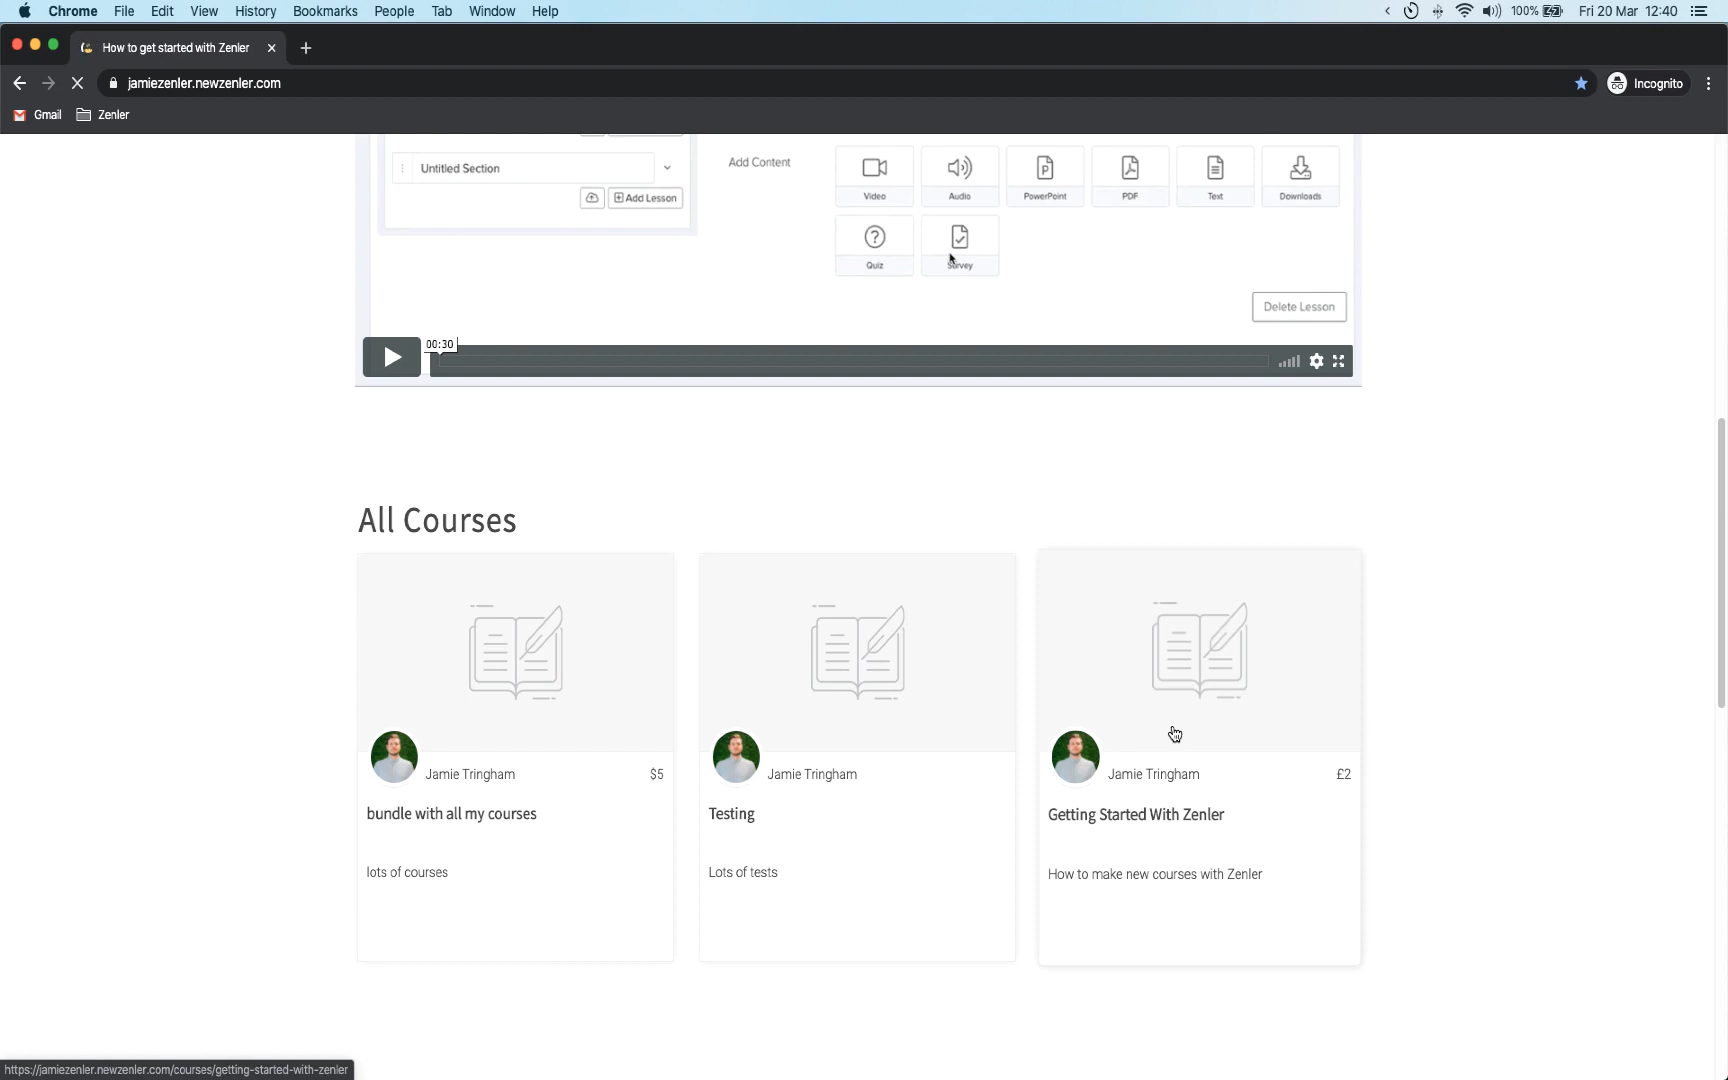 Chrome File Edit View History Bookmarks People Tab Window Help 100% Fri 20 Mar 12:40
How to get started with Zenler
jamiezenler.newzenler.com Incognito
Gmail Zenler
Untitled Section
Add Lesson
Add Content
Video Audio PowerPoint PDF Text Downloads
Quiz Survey
Delete Lesson
00:30
All Courses
Jamie Tringham $5
bundle with all my courses
lots of courses
Jamie Tringham
Testing
Lots of tests
Jamie Tringham £2
Getting Started With Zenler
How to make new courses with Zenler
https://jamiezenler.newzenler.com/courses/getting-started-with-zenler